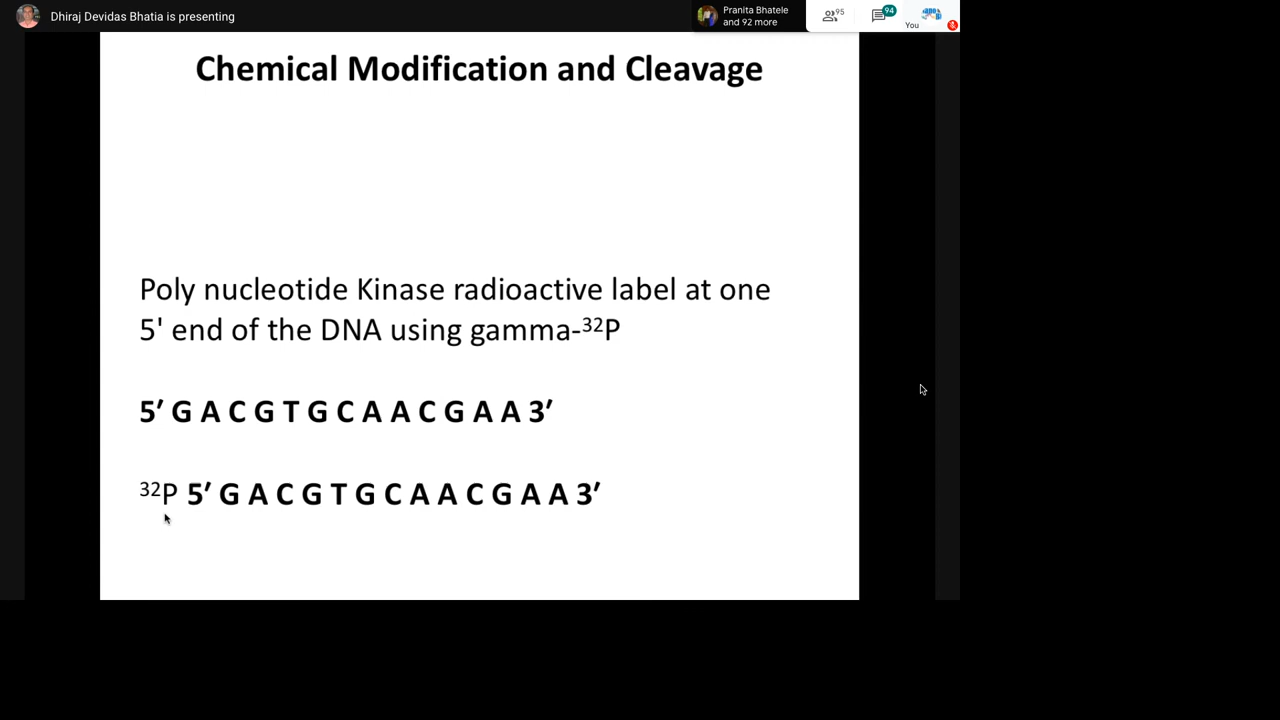 Dhiraj Devidas Bhatia is presenting
Pranita Bhatele
and 92 more
95
94
You
Chemical Modification and Cleavage
Poly nucleotide Kinase radioactive label at one
5' end of the DNA using gamma-³²P
5′ G A C G T G C A A C G A A 3′
³²P 5′ G A C G T G C A A C G A A 3′